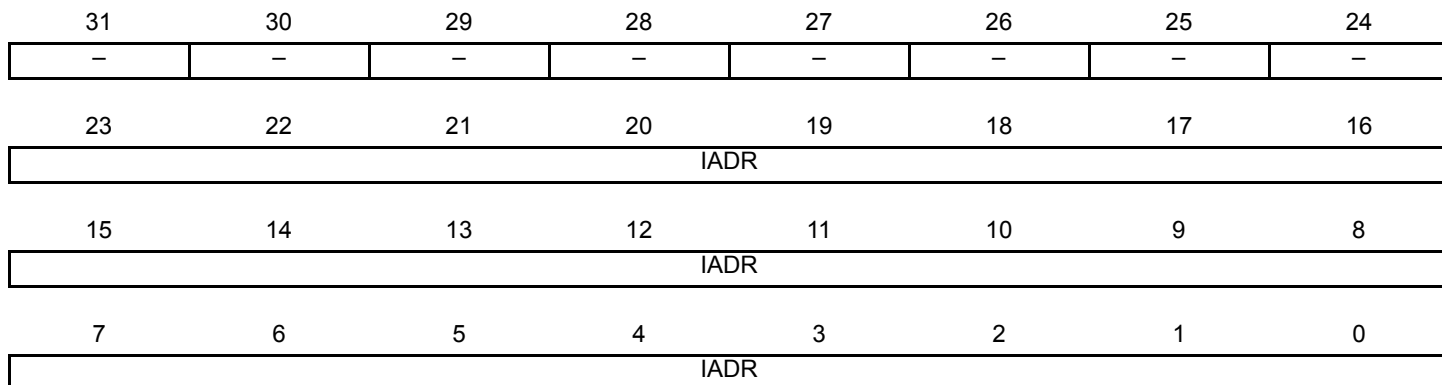 31 30 29 28 27 26 25 24
– – – – – – – –
23 22 21 20 19 18 17 16
IADR
15 14 13 12 11 10 9 8
IADR
7 6 5 4 3 2 1 0
IADR